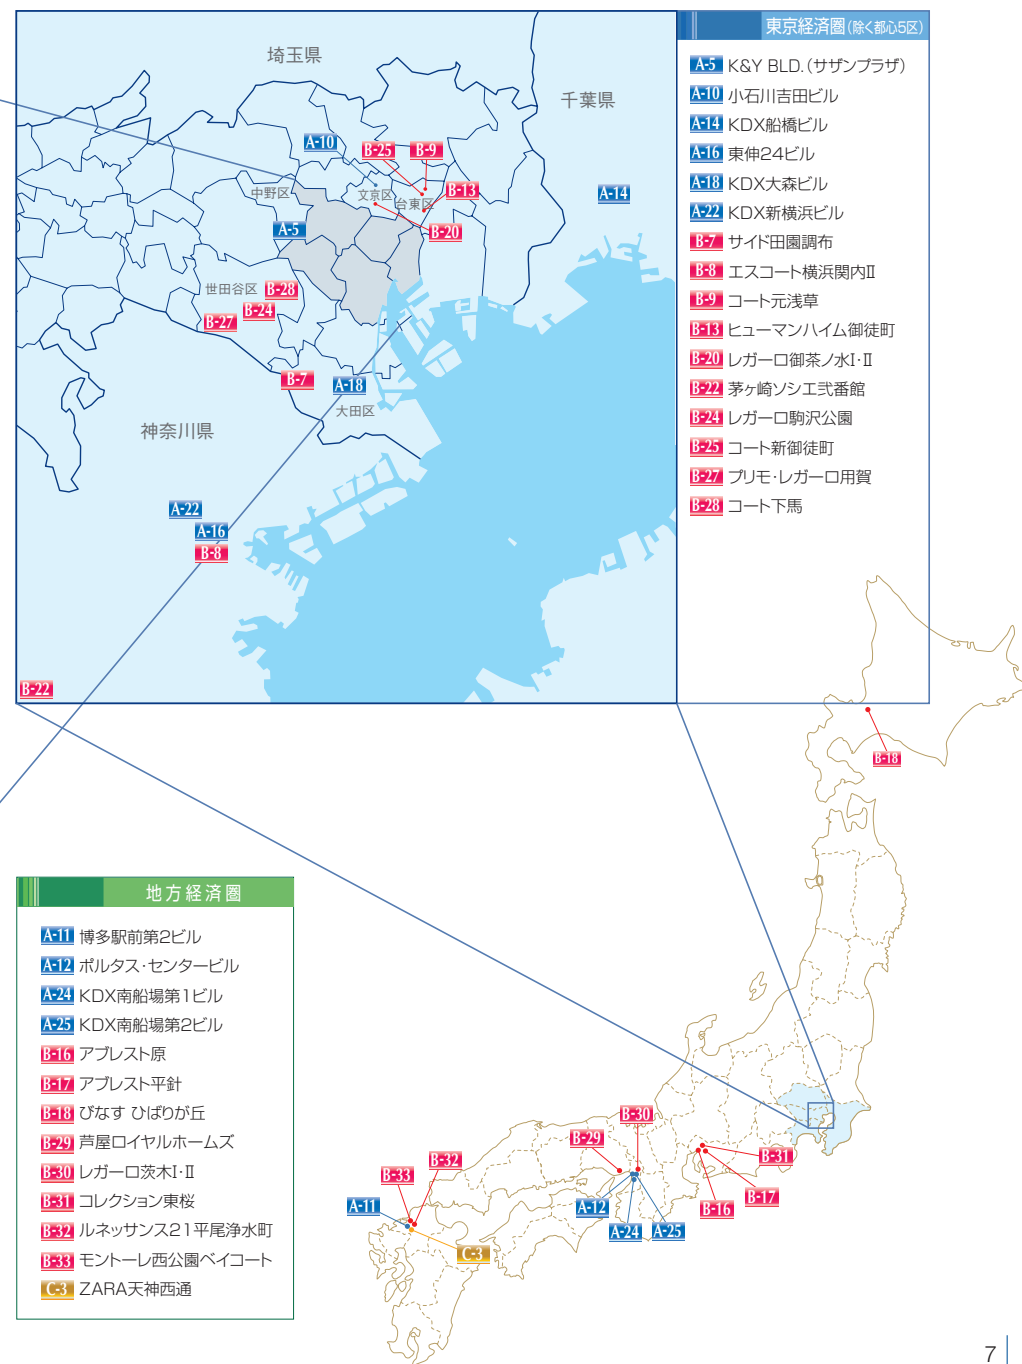 埼玉県
千葉県
A-10
B-25
B-9
中野区
文京区
台東区
B-13
A-14
A-5
B-20
世田谷区
B-28
B-24
B-27
B-7
A-18
大田区
神奈川県
A-22
A-16
B-8
B-22
東京経済圏(除く都心5区)
A-5 K&Y BLD.(サザンプラザ)
A-10 小石川吉田ビル
A-14 KDX船橋ビル
A-16 東伸24ビル
A-18 KDX大森ビル
A-22 KDX新横浜ビル
B-7 サイド田園調布
B-8 エスコート横浜関内Ⅱ
B-9 コート元浅草
B-13 ヒューマンハイム御徒町
B-20 レガーロ御茶ノ水Ⅰ・Ⅱ
B-22 茅ヶ崎ソシエ弐番館
B-24 レガーロ駒沢公園
B-25 コート新御徒町
B-27 プリモ・レガーロ用賀
B-28 コート下馬
B-18
地方経済圏
A-11 博多駅前第2ビル
A-12 ポルタス・センタービル
A-24 KDX南船場第1ビル
A-25 KDX南船場第2ビル
B-16 アブレスト原
B-17 アブレスト平針
B-18 びなす ひばりが丘
B-29 芦屋ロイヤルホームズ
B-30 レガーロ茨木Ⅰ・Ⅱ
B-31 コレクション東桜
B-32 ルネッサンス21平尾浄水町
B-33 モントーレ西公園ベイコート
C-3 ZARA天神西通
B-30
B-29
B-31
B-32
B-33
B-17
B-16
A-11
A-12
A-24
A-25
C-3
7